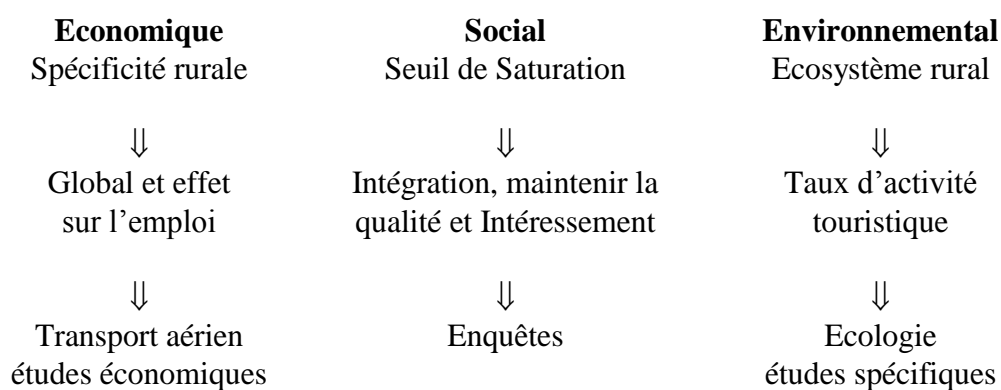 Economique
Spécificité rurale
⇓
Global et effet
sur l’emploi
⇓
Transport aérien
études économiques
Social
Seuil de Saturation
⇓
Intégration, maintenir la
qualité et Intéressement
⇓
Enquêtes
Environnemental
Ecosystème rural
⇓
Taux d’activité
touristique
⇓
Ecologie
études spécifiques